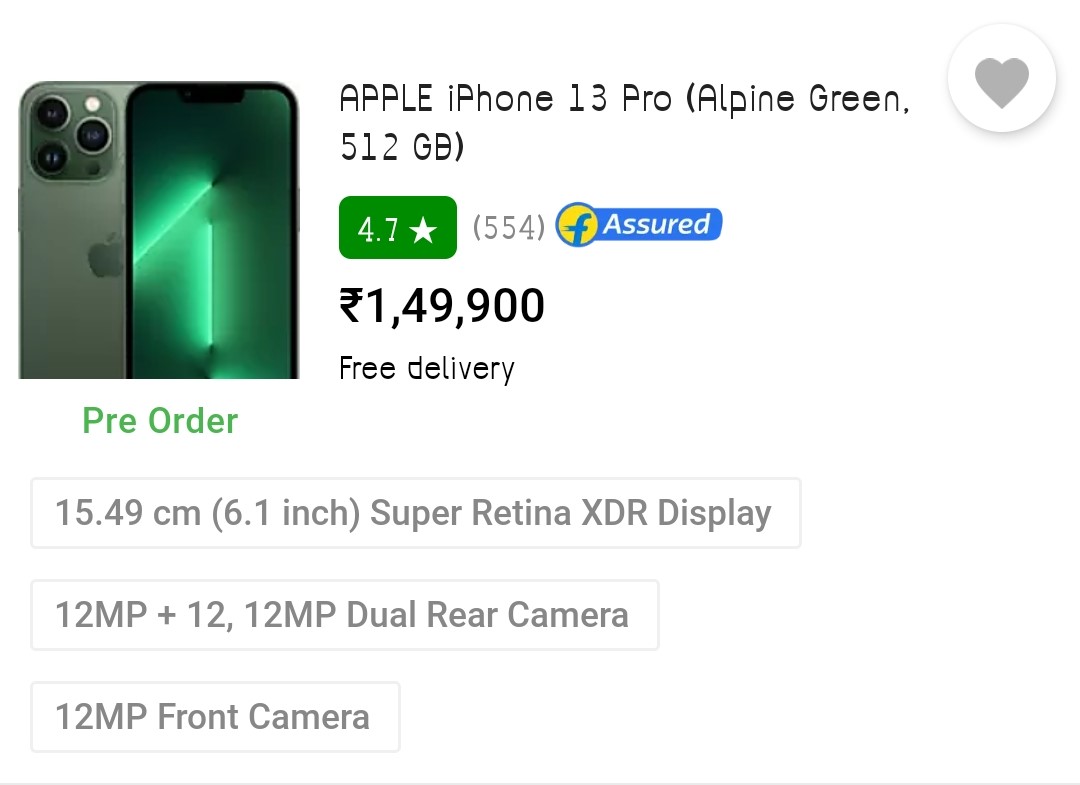 APPLE iPhone 13 Pro (Alpine Green,
512 GB)
4.7 ★ (554) f Assured
₹1,49,900
Free delivery
Pre Order
15.49 cm (6.1 inch) Super Retina XDR Display
12MP + 12, 12MP Dual Rear Camera
12MP Front Camera